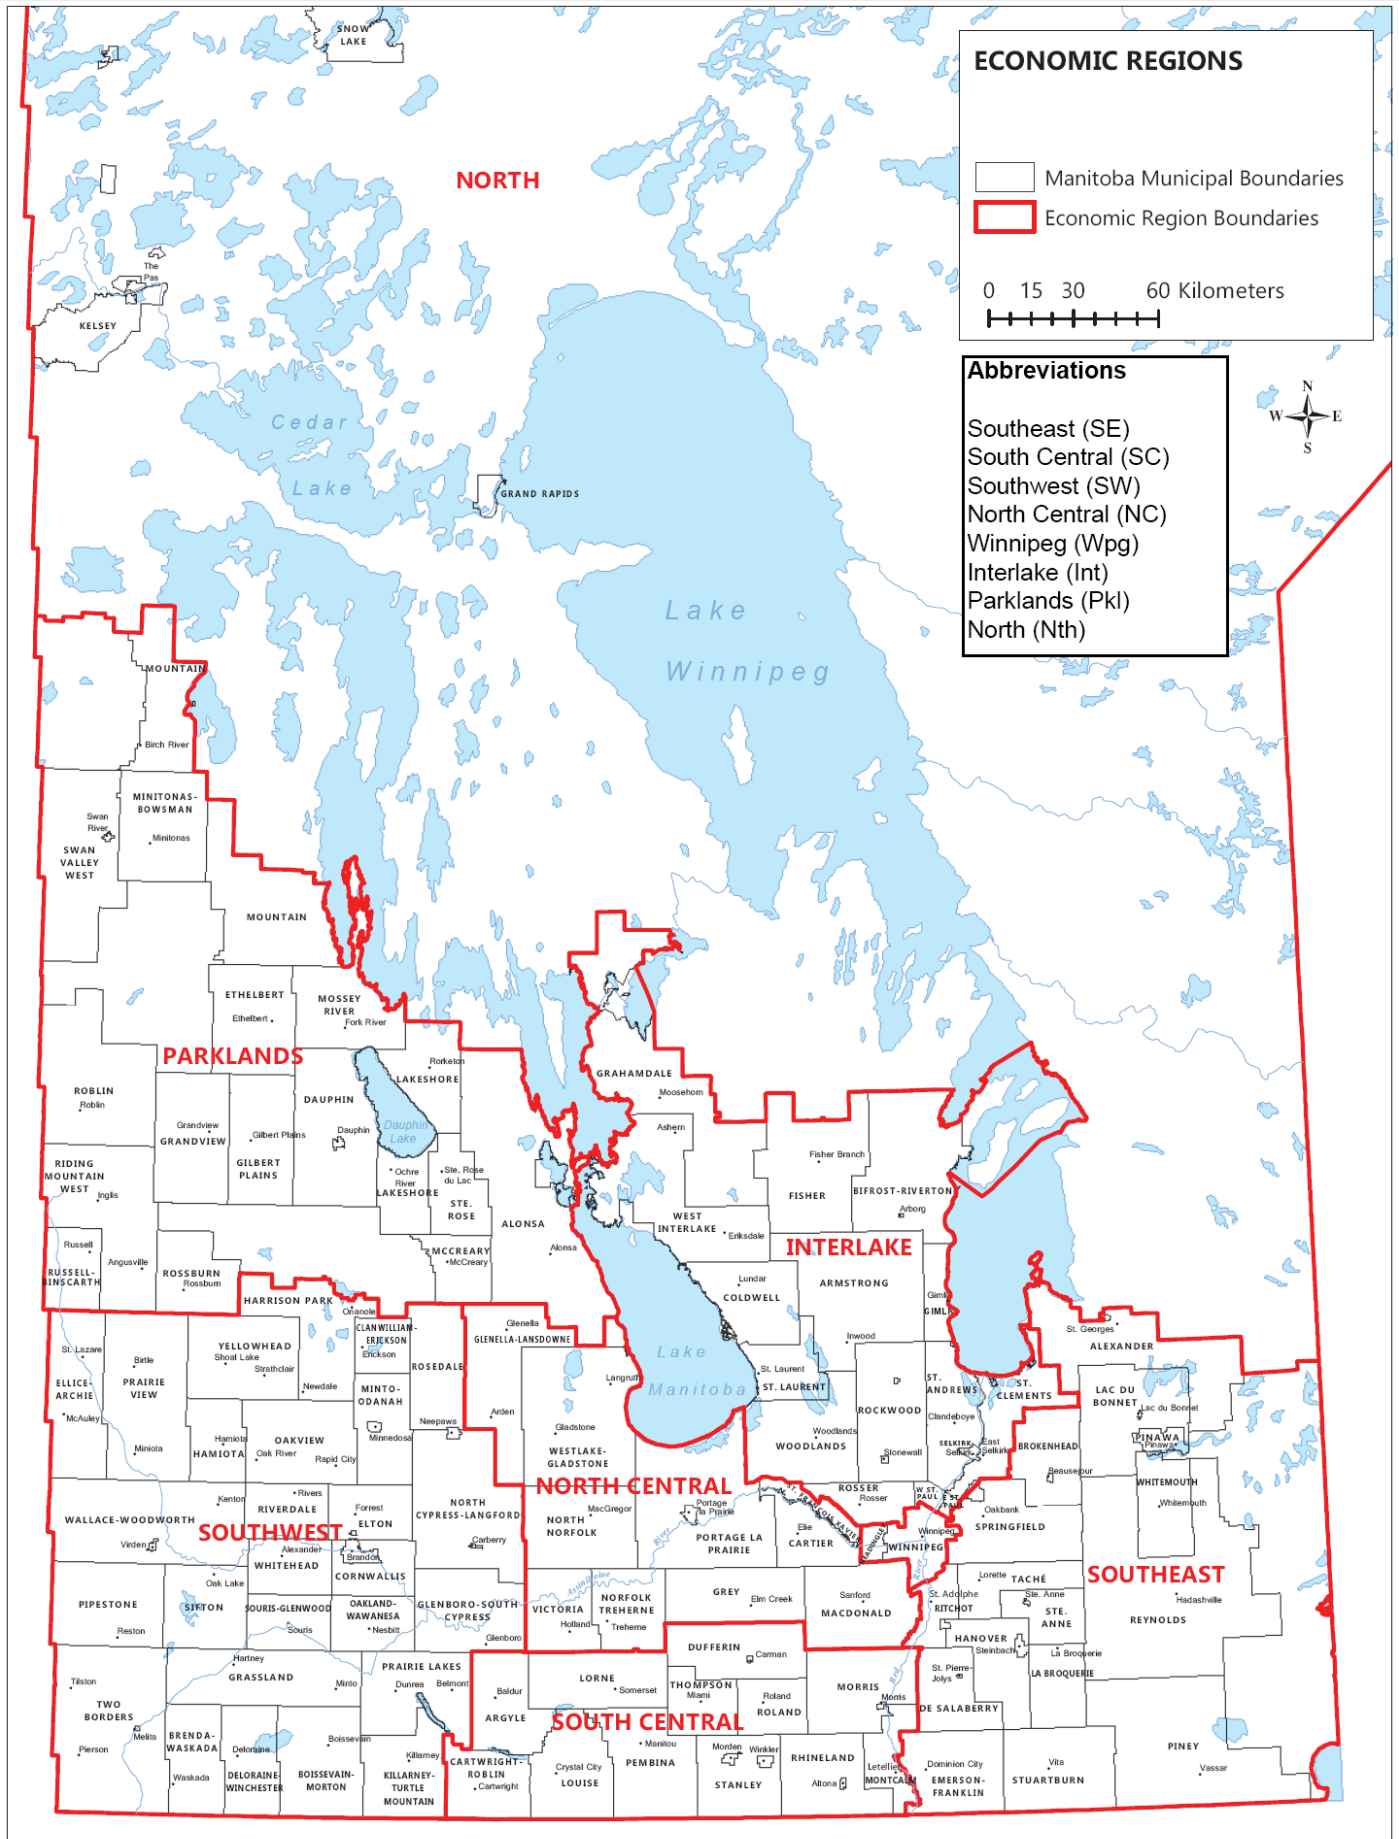 SNOW
LAKE
ECONOMIC REGIONS
Manitoba Municipal Boundaries
Economic Region Boundaries
0 15 30 60 Kilometers
NORTH
The
Pas
KELSEY
Abbreviations
Southeast (SE)
South Central (SC)
Southwest (SW)
North Central (NC)
Winnipeg (Wpg)
Interlake (Int)
Parklands (Pkl)
North (Nth)
N
W E
S
Cedar
Lake
GRAND RAPIDS
Lake
Winnipeg
MOUNTAIN
Birch River
MINITONAS-
BOWSMAN
Minitonas
Swan
River
SWAN
VALLEY
WEST
MOUNTAIN
ETHELBERT
Ethelbert
MOSSEY
RIVER
Fork River
PARKLANDS
Rorketon
LAKESHORE
GRAHAMDALE
Moosehorn
ROBLIN
Roblin
DAUPHIN
Dauphin
Dauphin
Lake
Grandview
GRANDVIEW
Gilbert Plains
GILBERT
PLAINS
Ashern
Fisher Branch
FISHER
BIFROST-RIVERTON
Arborg
RIDING
MOUNTAIN
WEST
Inglis
Ochre
River
LAKESHORE
Ste. Rose
du Lac
STE.
ROSE
ALONSA
Alonsa
WEST
INTERLAKE
Eriksdale
INTERLAKE
Russell
RUSSELL-
BINSCARTH
Angusville
ROSSBURN
Rossburn
MCCREARY
McCreary
Lundar
COLDWELL
ARMSTRONG
Gimli
GIMLI
HARRISON PARK
Onanole
Glenella
GLENELLA-LANSDOWNE
St. Georges
ALEXANDER
CLANWILLIAM-
ERICKSON
Erickson
YELLOWHEAD
Shoal Lake
Strathclair
Newdale
ROSEDALE
Inwood
Lake
Manitoba
St. Lazare
Birtle
PRAIRIE
VIEW
ELLICE-
ARCHIE
McAuley
Langruth
St. Laurent
ST. LAURENT
ST.
ANDREWS
ST.
CLEMENTS
LAC DU
BONNET
Lac du Bonnet
MINTO-
ODANAH
Minnedosa
Neepawa
Arden
Gladstone
WESTLAKE-
GLADSTONE
ROCKWOOD
Clandeboye
Woodlands
WOODLANDS
Stonewall
SELKIRK
Selkirk
East
Selkirk
BROKENHEAD
Beausejour
PINAWA
Pinawa
Miniota
Hamiota
HAMIOTA
OAKVIEW
Oak River
Rapid City
NORTH CENTRAL
ROSSER
Rosser
W ST.
PAUL
E ST.
PAUL
WHITEMOUTH
Whitemouth
Kenton
Rivers
RIVERDALE
Forrest
ELTON
NORTH
CYPRESS-LANGFORD
Carberry
MacGregor
NORTH
NORFOLK
Portage
la Prairie
PORTAGE LA
PRAIRIE
ST. FRANCOIS XAVIER
Elie
CARTIER
HEADINGLEY
Winnipeg
WINNIPEG
Oakbank
SPRINGFIELD
WALLACE-WOODWORTH
Virden
SOUTHWEST
Alexander
WHITEHEAD
Brandon
CORNWALLIS
River
Assiniboine
SOUTHEAST
Oak Lake
PIPESTONE
Reston
SIFTON
SOURIS-GLENWOOD
Souris
OAKLAND-
WAWANESA
Nesbitt
GLENBORO-SOUTH
CYPRESS
Glenboro
VICTORIA
Holland
NORFOLK
TREHERNE
Treherne
GREY
Elm Creek
Sanford
MACDONALD
River
Lorette
TACHÉ
St. Adolphe
RITCHOT
Ste. Anne
STE.
ANNE
Hadashville
REYNOLDS
HANOVER
Steinbach
La Broquerie
LA BROQUERIE
St. Pierre-
Jolys
DE SALABERRY
Hartney
GRASSLAND
Minto
PRAIRIE LAKES
Dunrea
Belmont
DUFFERIN
Carman
Tilston
TWO
BORDERS
Melita
Pierson
Baldur
ARGYLE
LORNE
Somerset
THOMPSON
Miami
Roland
ROLAND
MORRIS
Morris
Red
SOUTH CENTRAL
BRENDA-
WASKADA
Waskada
Deloraine
DELORAINE-
WINCHESTER
Boissevain
BOISSEVAIN-
MORTON
Killarney
KILLARNEY-
TURTLE
MOUNTAIN
CARTWRIGHT-
ROBLIN
Cartwright
Crystal City
LOUISE
Manitou
PEMBINA
Morden
Winkler
STANLEY
RHINELAND
Altona
Letellier
MONTCALM
Dominion City
EMERSON-
FRANKLIN
Vita
STUARTBURN
PINEY
Vassar